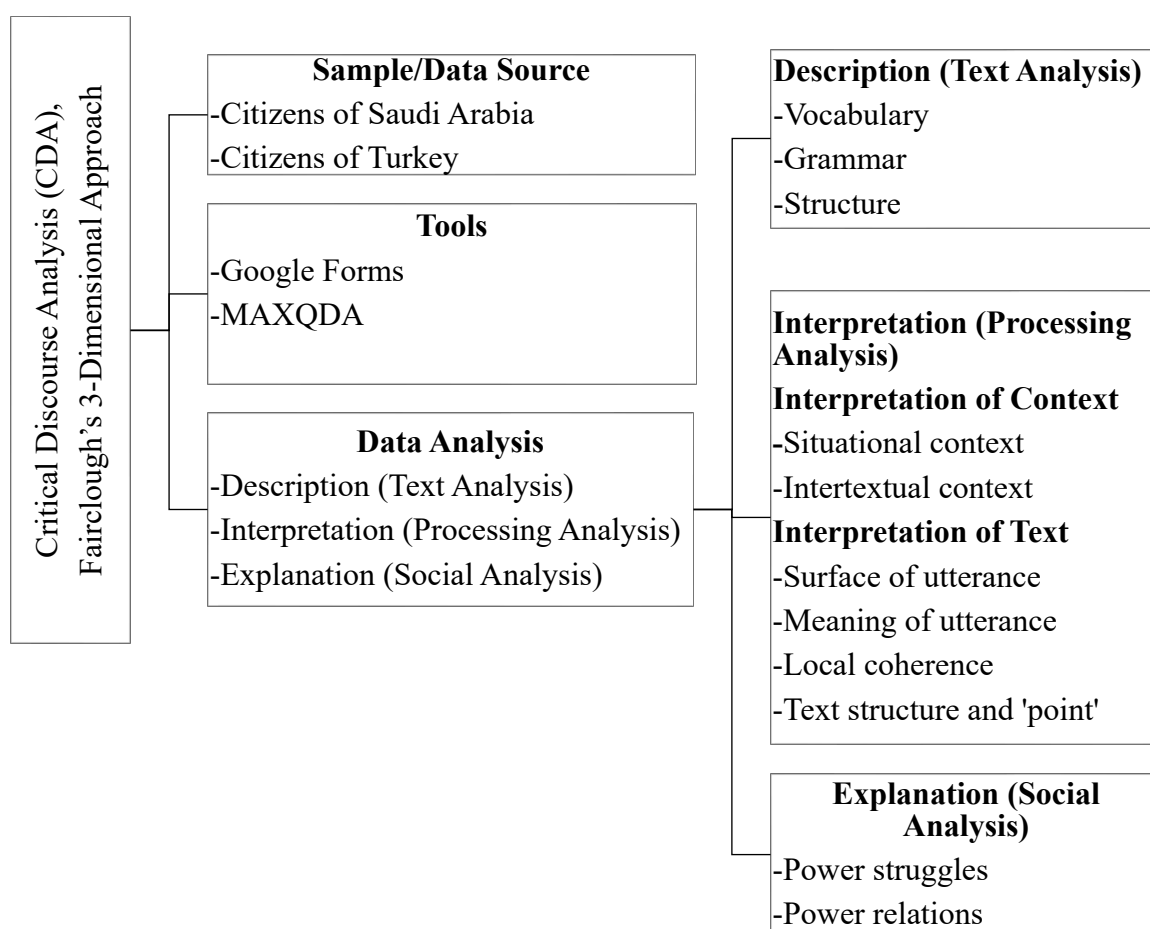 Critical Discourse Analysis (CDA),
Fairclough’s 3-Dimensional Approach
Sample/Data Source
-Citizens of Saudi Arabia
-Citizens of Turkey
Tools
-Google Forms
-MAXQDA
Data Analysis
-Description (Text Analysis)
-Interpretation (Processing Analysis)
-Explanation (Social Analysis)
Description (Text Analysis)
-Vocabulary
-Grammar
-Structure
Interpretation (Processing
Analysis)
Interpretation of Context
-Situational context
-Intertextual context
Interpretation of Text
-Surface of utterance
-Meaning of utterance
-Local coherence
-Text structure and 'point'
Explanation (Social
Analysis)
-Power struggles
-Power relations